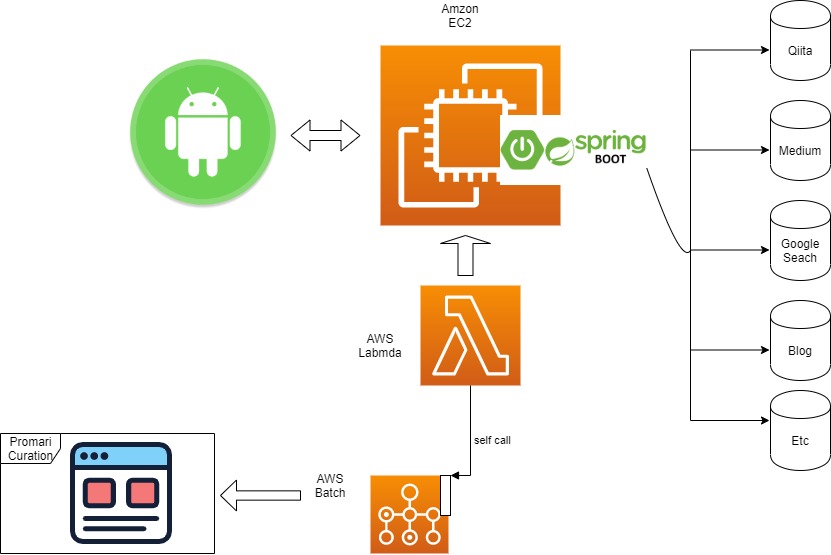 Amzon
EC2
Qiita
spring
BOOT
Medium
Google
Seach
AWS
Labmda
Blog
self call
Etc
Promari
Curation
AWS
Batch